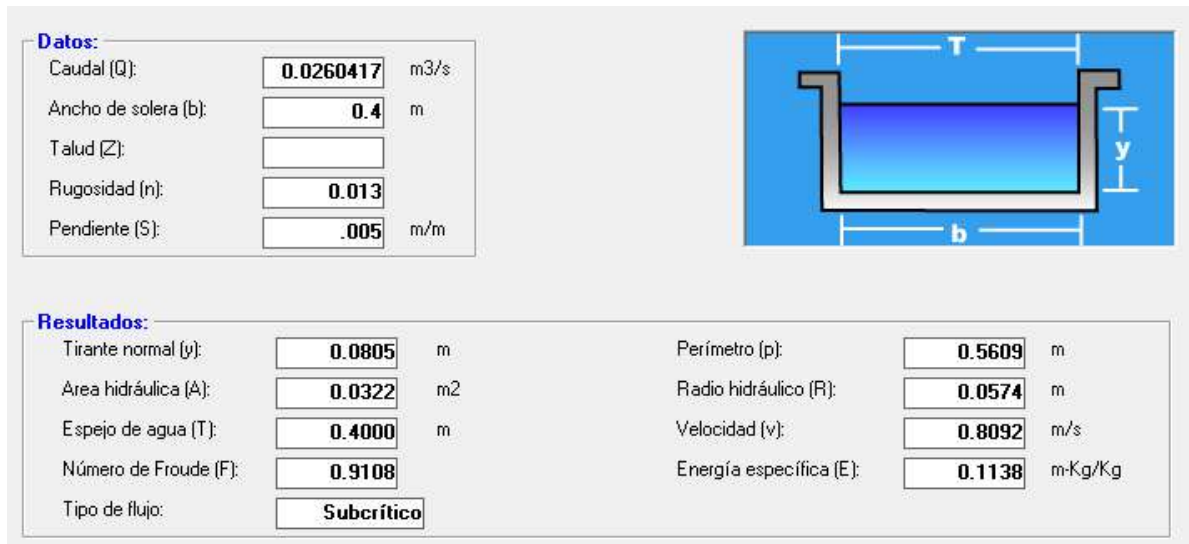 Datos:
Caudal (Q): 0.0260417 m3/s
Ancho de solera (b): 0.4 m
Talud (Z):
Rugosidad (n): 0.013
Pendiente (S): .005 m/m
T
y
b
Resultados:
Tirante normal (y): 0.0805 m Perímetro (p): 0.5609 m
Area hidráulica (A): 0.0322 m2 Radio hidráulico (R): 0.0574 m
Espejo de agua (T): 0.4000 m Velocidad (v): 0.8092 m/s
Número de Froude (F): 0.9108 Energía específica (E): 0.1138 m-Kg/Kg
Tipo de flujo: Subcrítico